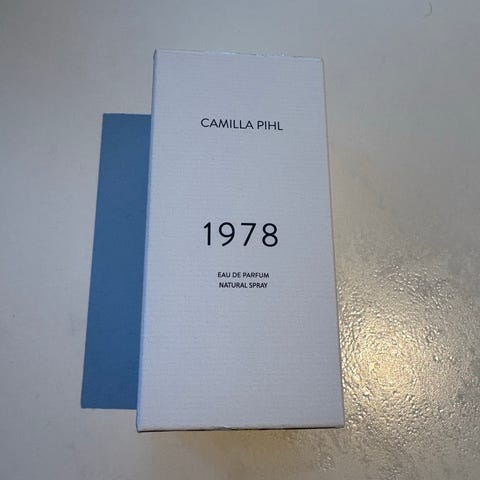 CAMILLA PIHL
1978
EAU DE PARFUM
NATURAL SPRAY